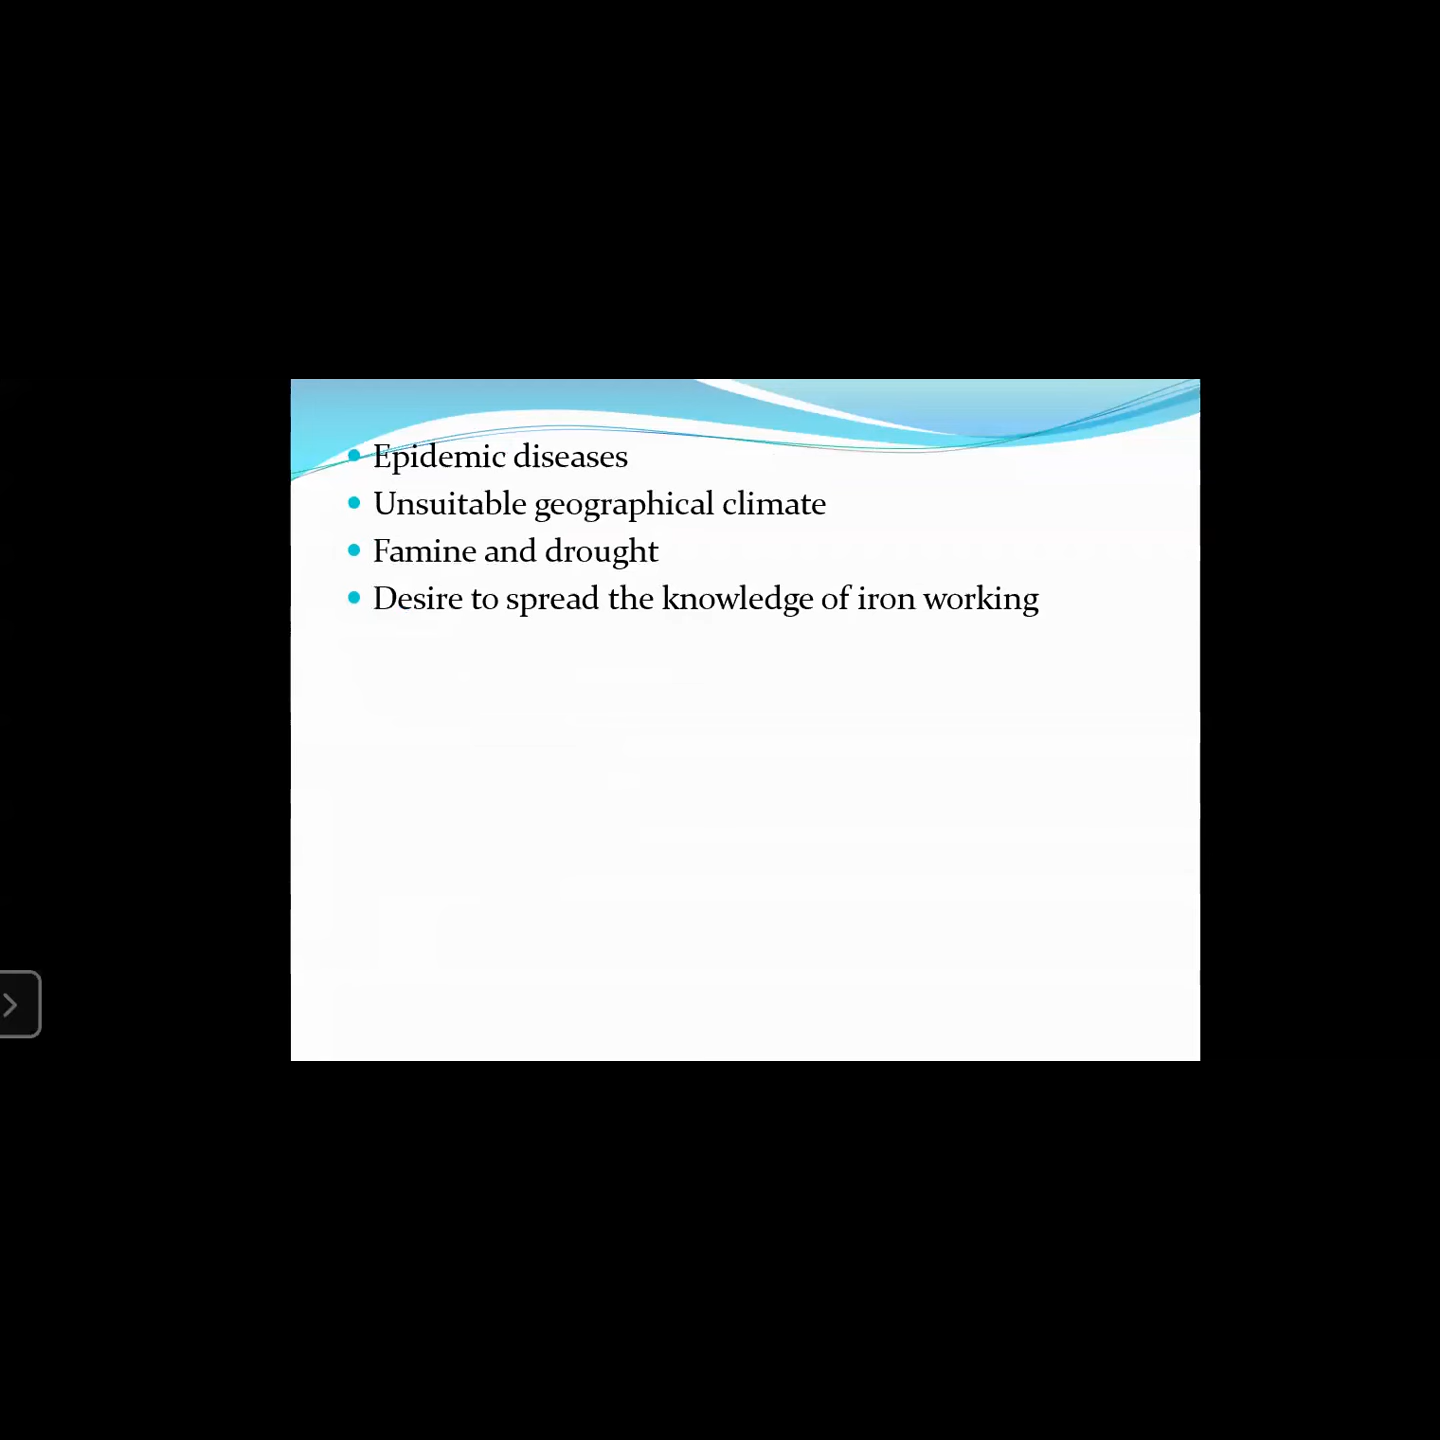 Epidemic diseases
Unsuitable geographical climate
Famine and drought
Desire to spread the knowledge of iron working